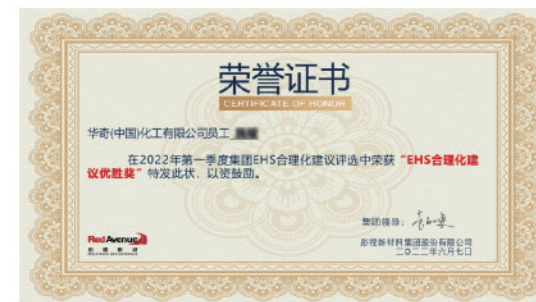 荣誉证书
CERTIFICATE OF HONOR
华奇(中国)化工有限公司员工
在2022年第一季度集团EHS合理化建议评选中荣获“EHS合理化建
议优胜奖”特发此状，以资鼓励。
集团领导：
Red Avenue
彤程新材
彤程新材料集团股份有限公司
二〇二二年六月七日